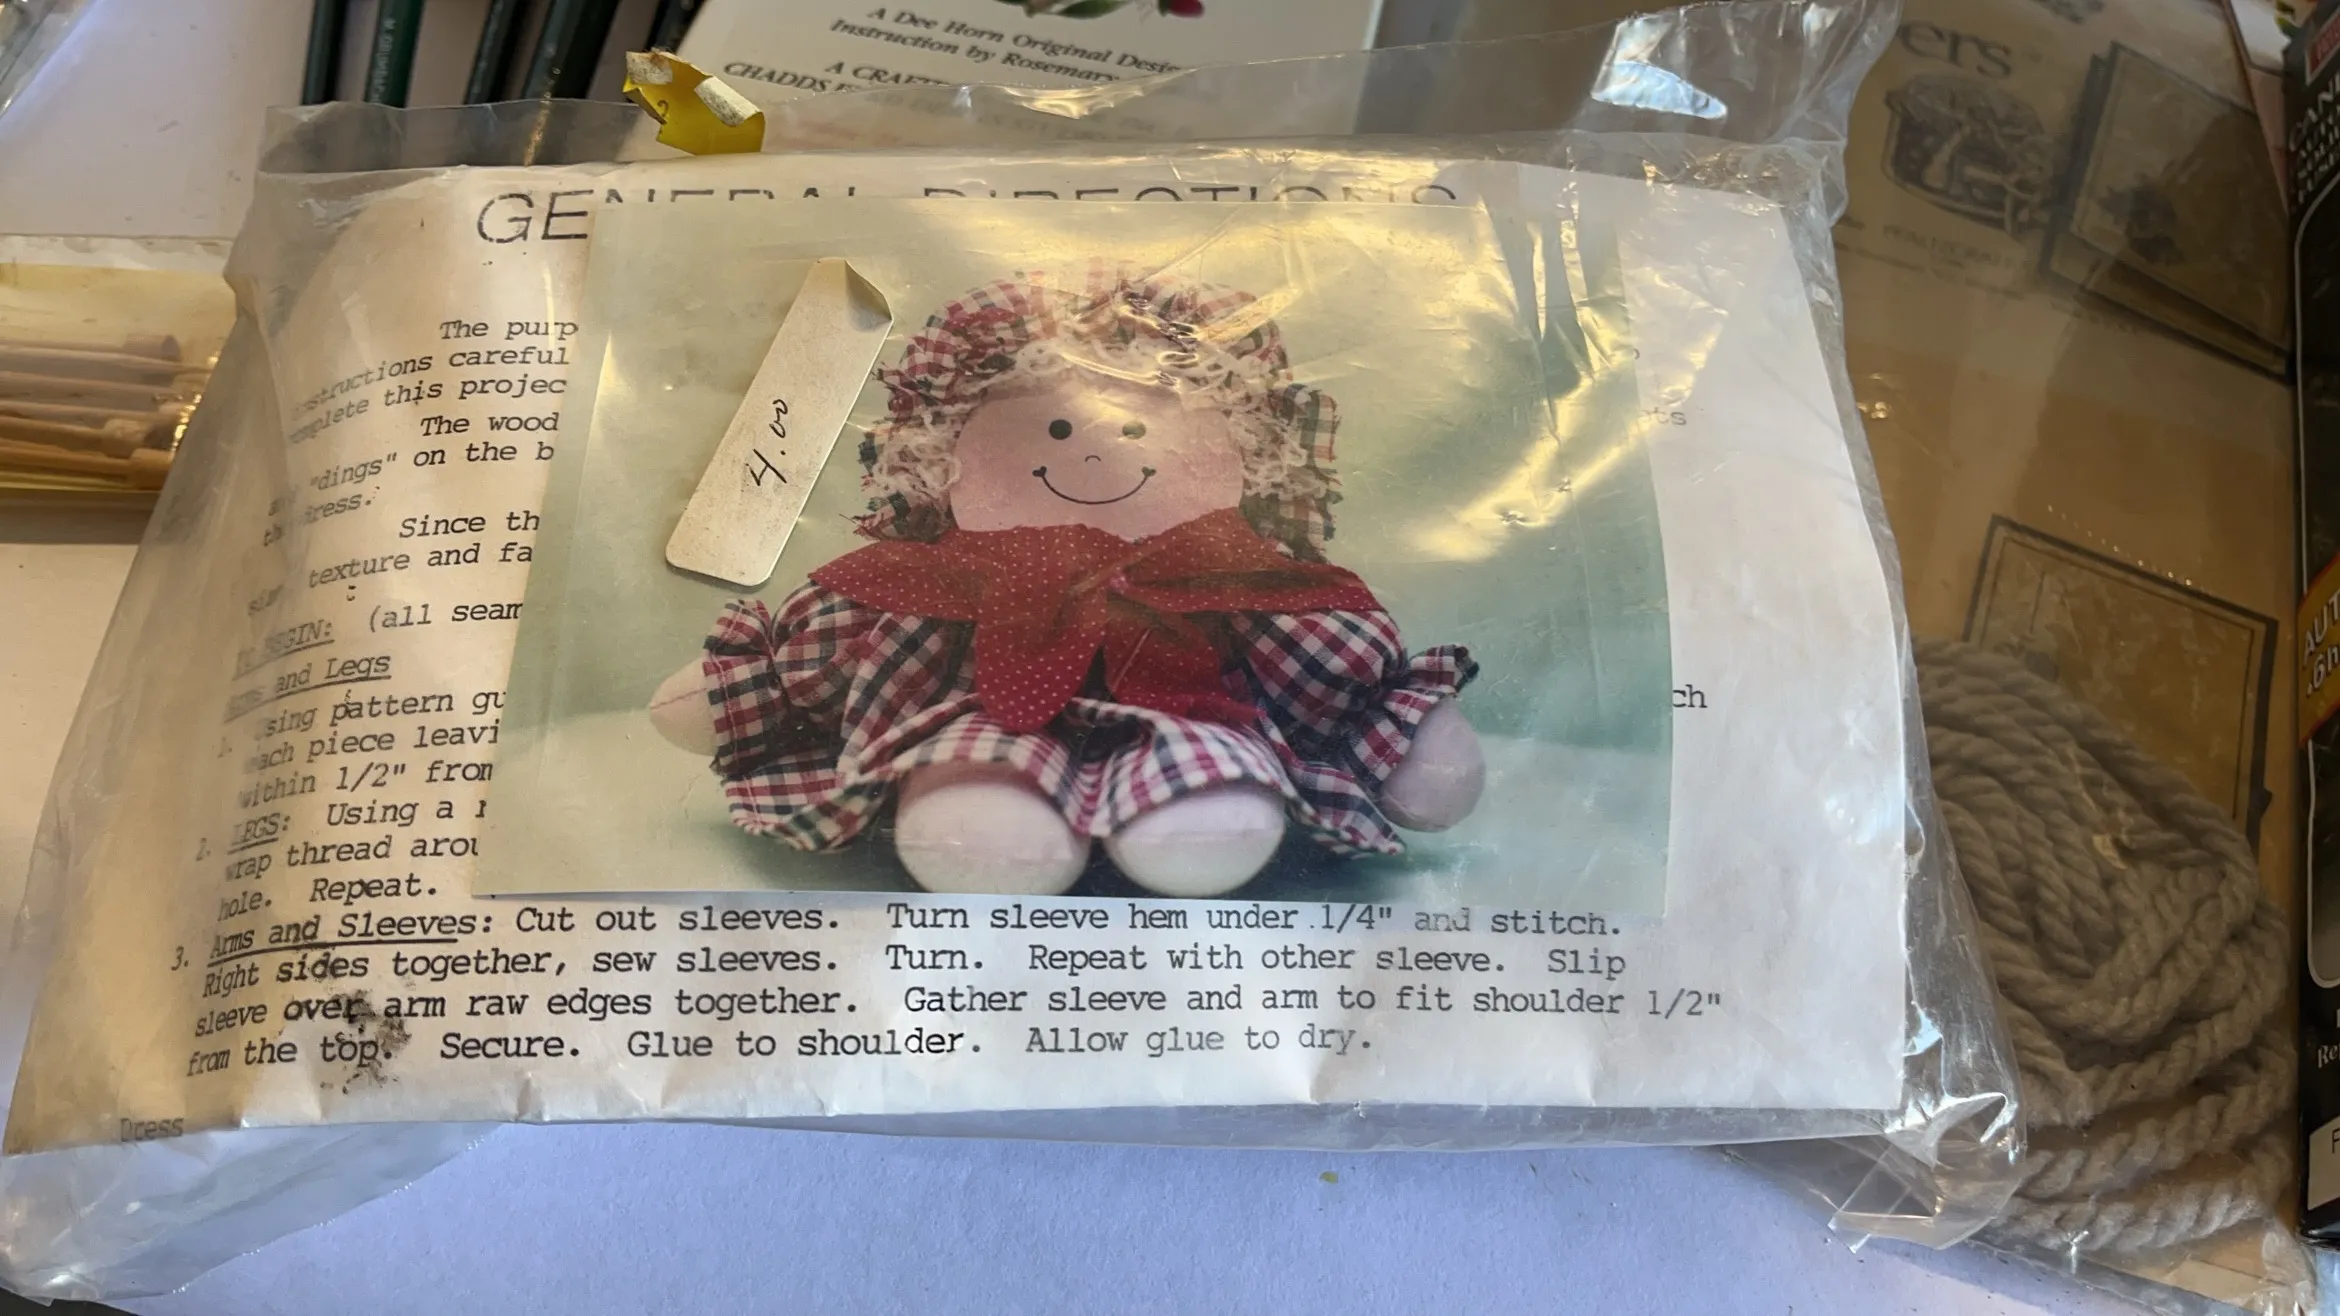 A Dee Horn Original
Instruction by Rosemary
A
CHADDS
ers
GENERAL DIRECTIONS
4.00
The purp
instructions careful
complete this projec
The wood
"dings" on the b
dress.
Since th
texture and fa
BEGIN: (all seam
and Legs
1. Using pattern gu
each piece leavi
within 1/2" from
ch
2. LEGS: Using a
wrap thread arou
hole. Repeat.
3. Arms and Sleeves: Cut out sleeves. Turn sleeve hem under 1/4" and stitch.
Right sides together, sew sleeves. Turn. Repeat with other sleeve. Slip
sleeve over arm raw edges together. Gather sleeve and arm to fit shoulder 1/2"
from the top. Secure. Glue to shoulder. Allow glue to dry.
Dress